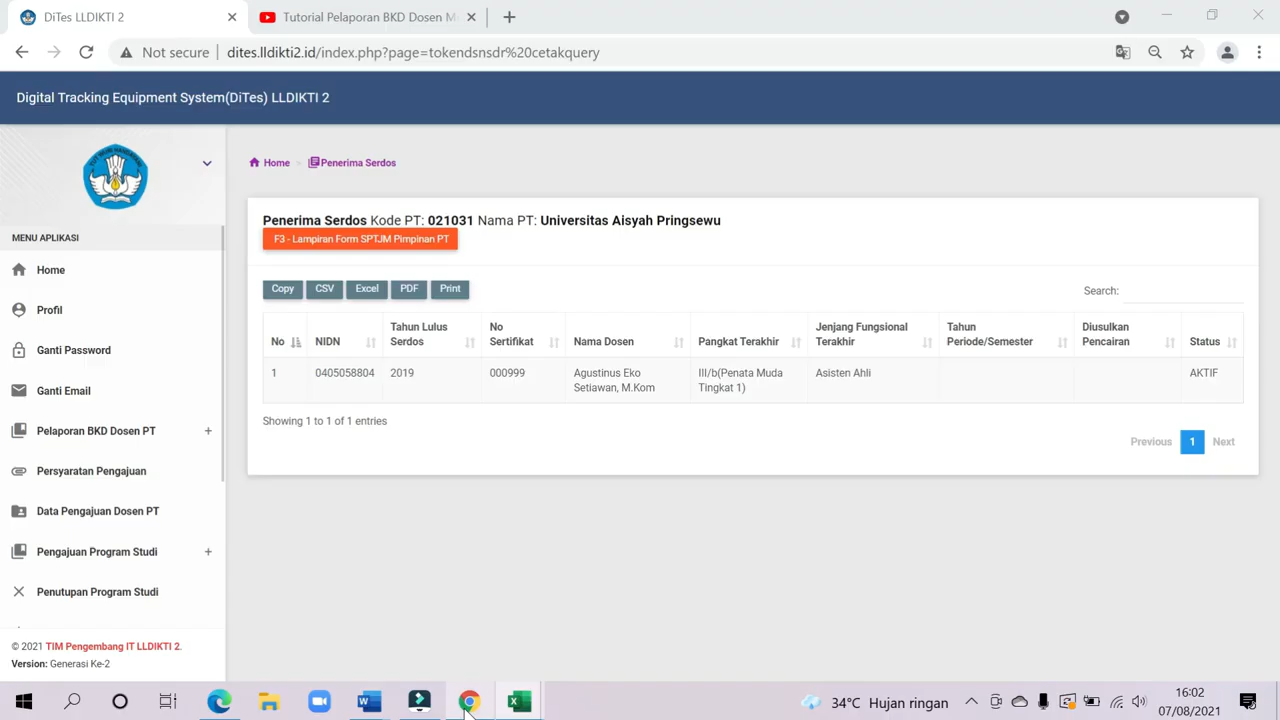 DiTes LLDIKTI 2
Tutorial Pelaporan BKD Dosen M
Not secure
dites.lldikti2.id/index.php?page=tokendsnsdr%20cetakquery
Digital Tracking Equipment System(DiTes) LLDIKTI 2
Home
Penerima Serdos
Penerima Serdos Kode PT: 021031 Nama PT: Universitas Aisyah Pringsewu
F3 - Lampiran Form SPTJM Pimpinan PT
MENU APLIKASI
Home
Profil
Ganti Password
Ganti Email
Pelaporan BKD Dosen PT
Persyaratan Pengajuan
Data Pengajuan Dosen PT
Pengajuan Program Studi
Penutupan Program Studi
© 2021 TIM Pengembang IT LLDIKTI 2.
Version: Generasi Ke-2
Copy CSV Excel PDF Print
Search:
No NIDN Tahun Lulus Serdos No Sertifikat Nama Dosen Pangkat Terakhir Jenjang Fungsional Terakhir Tahun Periode/Semester Diusulkan Pencairan Status
1 0405058804 2019 000999 Agustinus Eko Setiawan, M.Kom III/b(Penata Muda Tingkat 1) Asisten Ahli AKTIF
Showing 1 to 1 of 1 entries
Previous 1 Next
34°C Hujan ringan
16:02
07/08/2021